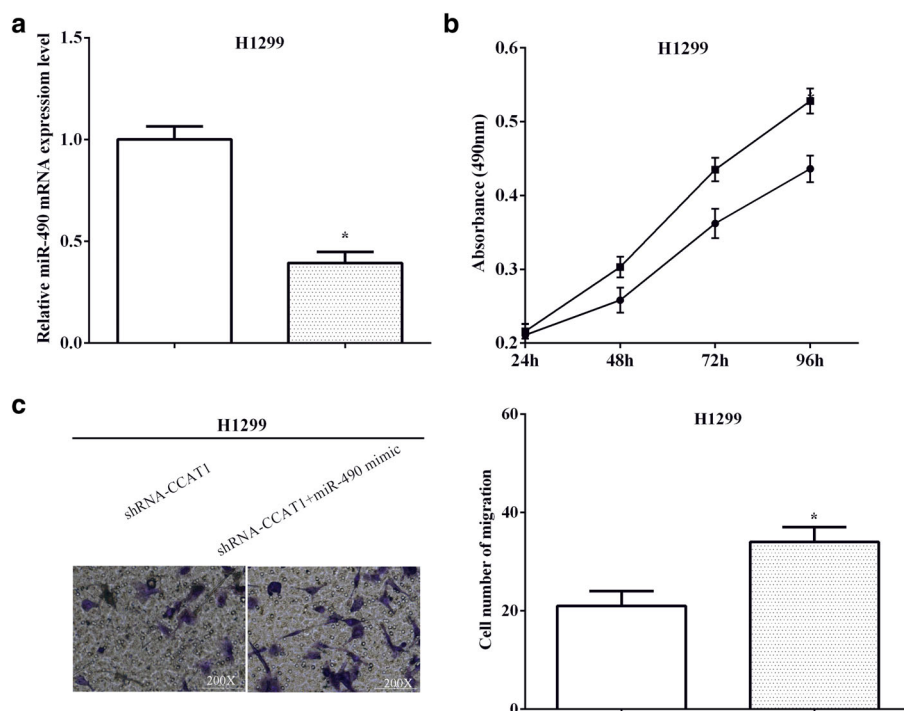 a
H1299
Relative miR-490 mRNA expressiom level
1.5
1.0
0.5
0.0
*
b
H1299
Absorbance (490nm)
0.6
0.5
0.4
0.3
0.2
*
24h 48h 72h 96h
c
H1299
shRNA-CCAT1
shRNA-CCAT1+miR-490 mimic
200X
200X
H1299
Cell number of migration
60
40
20
0
*